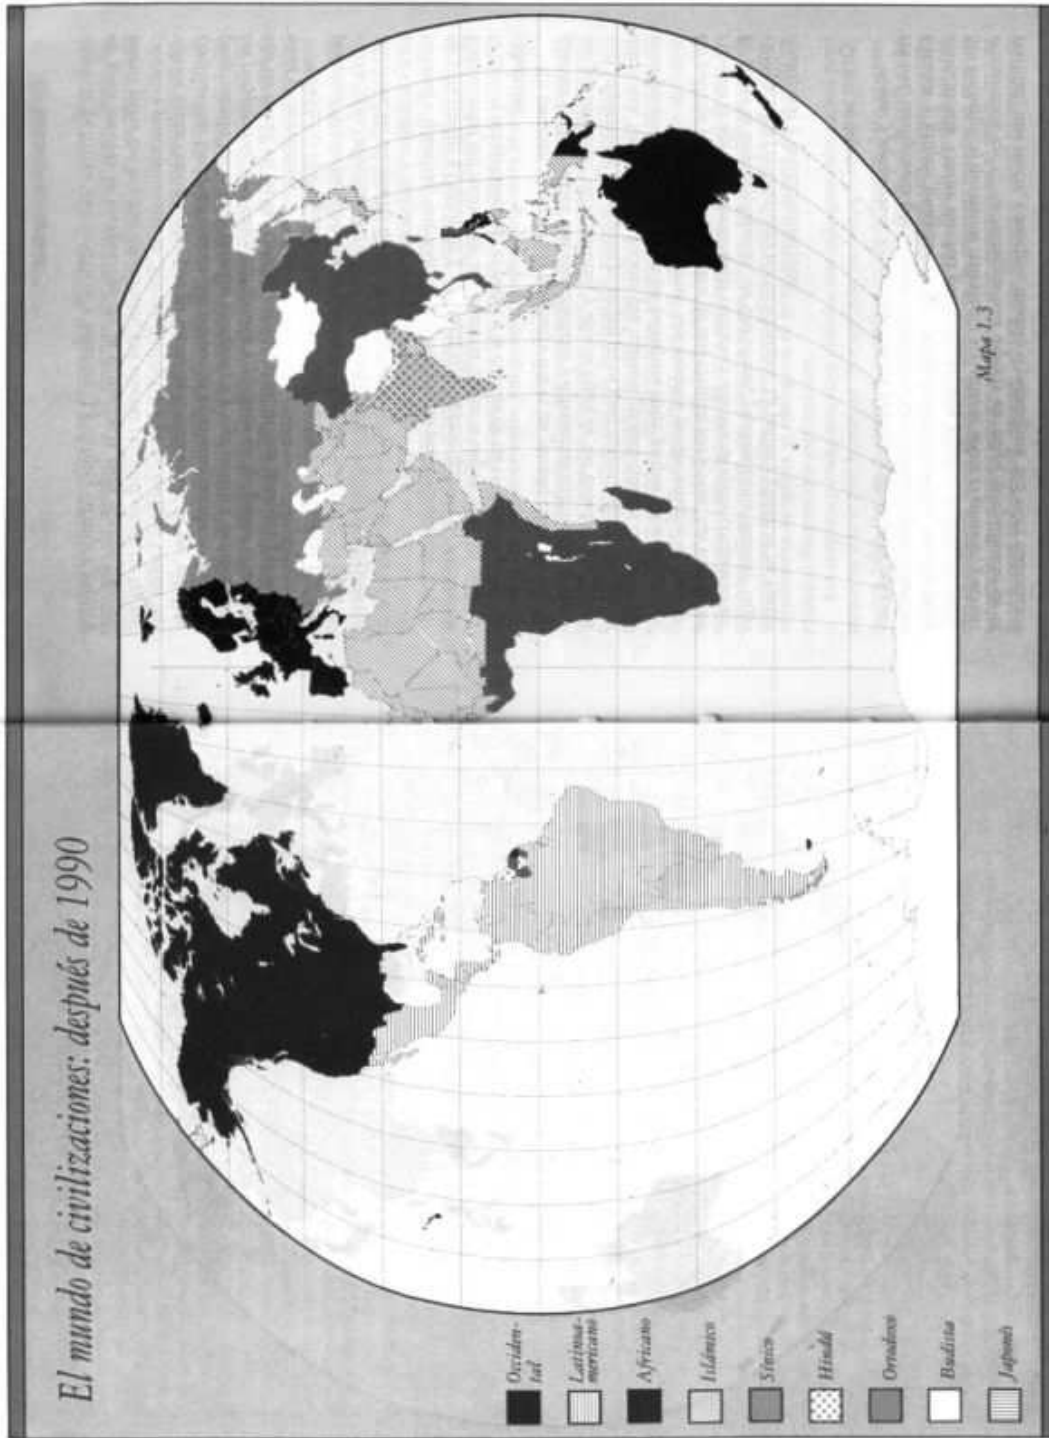 El mundo de civilizaciones: después de 1990
Occiden-
tal
Latinoa-
mericano
Africano
Islámico
Sínico
Hindú
Ortodoxo
Budista
Japonés
Mapa 1.3